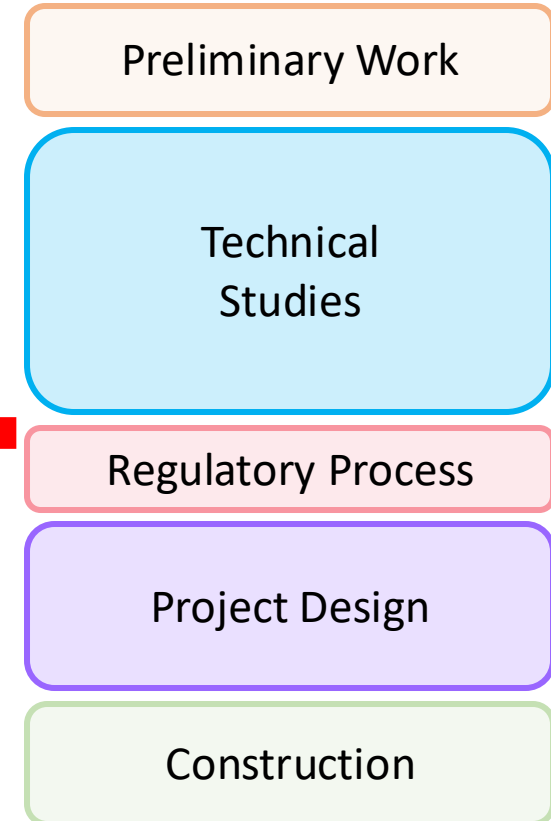 Preliminary Work
Technical
Studies
Regulatory Process
Project Design
Construction